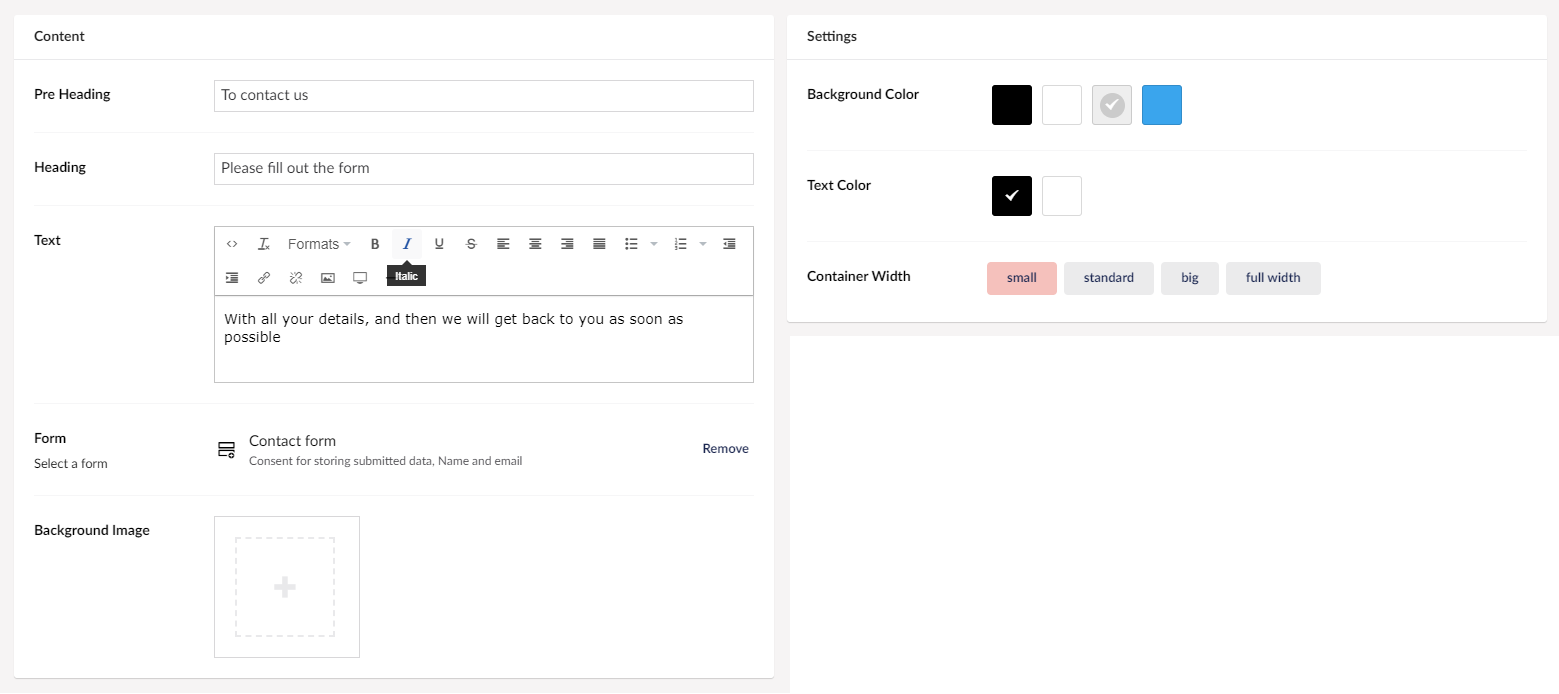 Content
Pre Heading
To contact us
Heading
Please fill out the form
Text
Formats
B I U S
Italic
With all your details, and then we will get back to you as soon as
possible
Form
Select a form
Contact form
Consent for storing submitted data, Name and email
Remove
Background Image
Settings
Background Color
Text Color
Container Width
small standard big full width